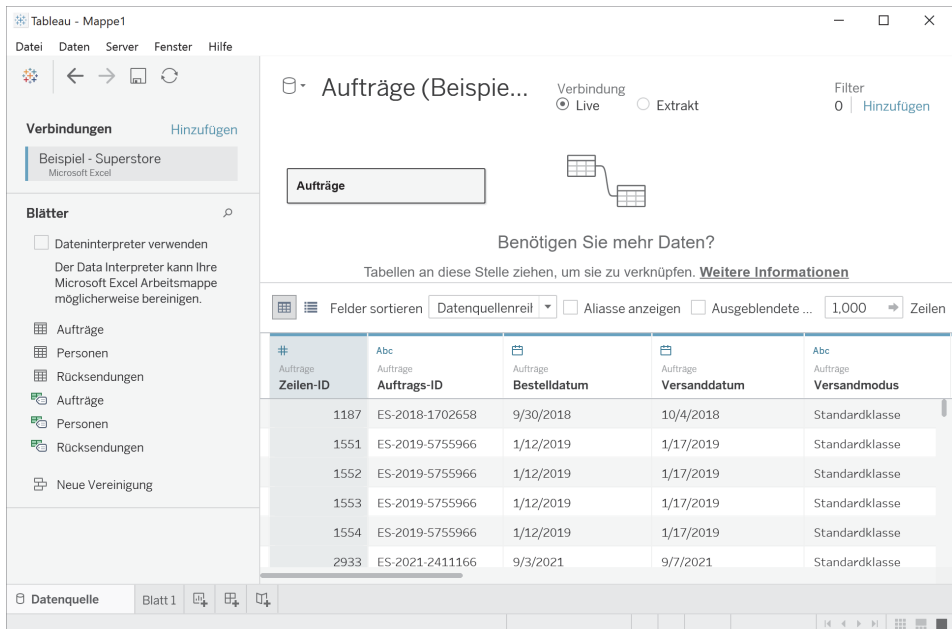 Tableau - Mappe1
Datei Daten Server Fenster Hilfe
Verbindungen Hinzufügen
Beispiel - Superstore
Microsoft Excel
Blätter
Dateninterpreter verwenden
Der Data Interpreter kann Ihre
Microsoft Excel Arbeitsmappe
möglicherweise bereinigen.
Aufträge
Personen
Rücksendungen
Aufträge
Personen
Rücksendungen
Neue Vereinigung
Aufträge (Beispie...
Verbindung
Live Extrakt
Filter
0 Hinzufügen
Aufträge
Benötigen Sie mehr Daten?
Tabellen an diese Stelle ziehen, um sie zu verknüpfen. Weitere Informationen
Felder sortieren Datenquellenreil Aliasse anzeigen Ausgeblendete ... 1,000 Zeilen
# Abc Abc
Aufträge Aufträge Aufträge Aufträge Aufträge
Zeilen-ID Auftrags-ID Bestelldatum Versanddatum Versandmodus
1187 ES-2018-1702658 9/30/2018 10/4/2018 Standardklasse
1551 ES-2019-5755966 1/12/2019 1/17/2019 Standardklasse
1552 ES-2019-5755966 1/12/2019 1/17/2019 Standardklasse
1553 ES-2019-5755966 1/12/2019 1/17/2019 Standardklasse
1554 ES-2019-5755966 1/12/2019 1/17/2019 Standardklasse
2933 ES-2021-2411166 9/3/2021 9/7/2021 Standardklasse
Datenquelle Blatt 1